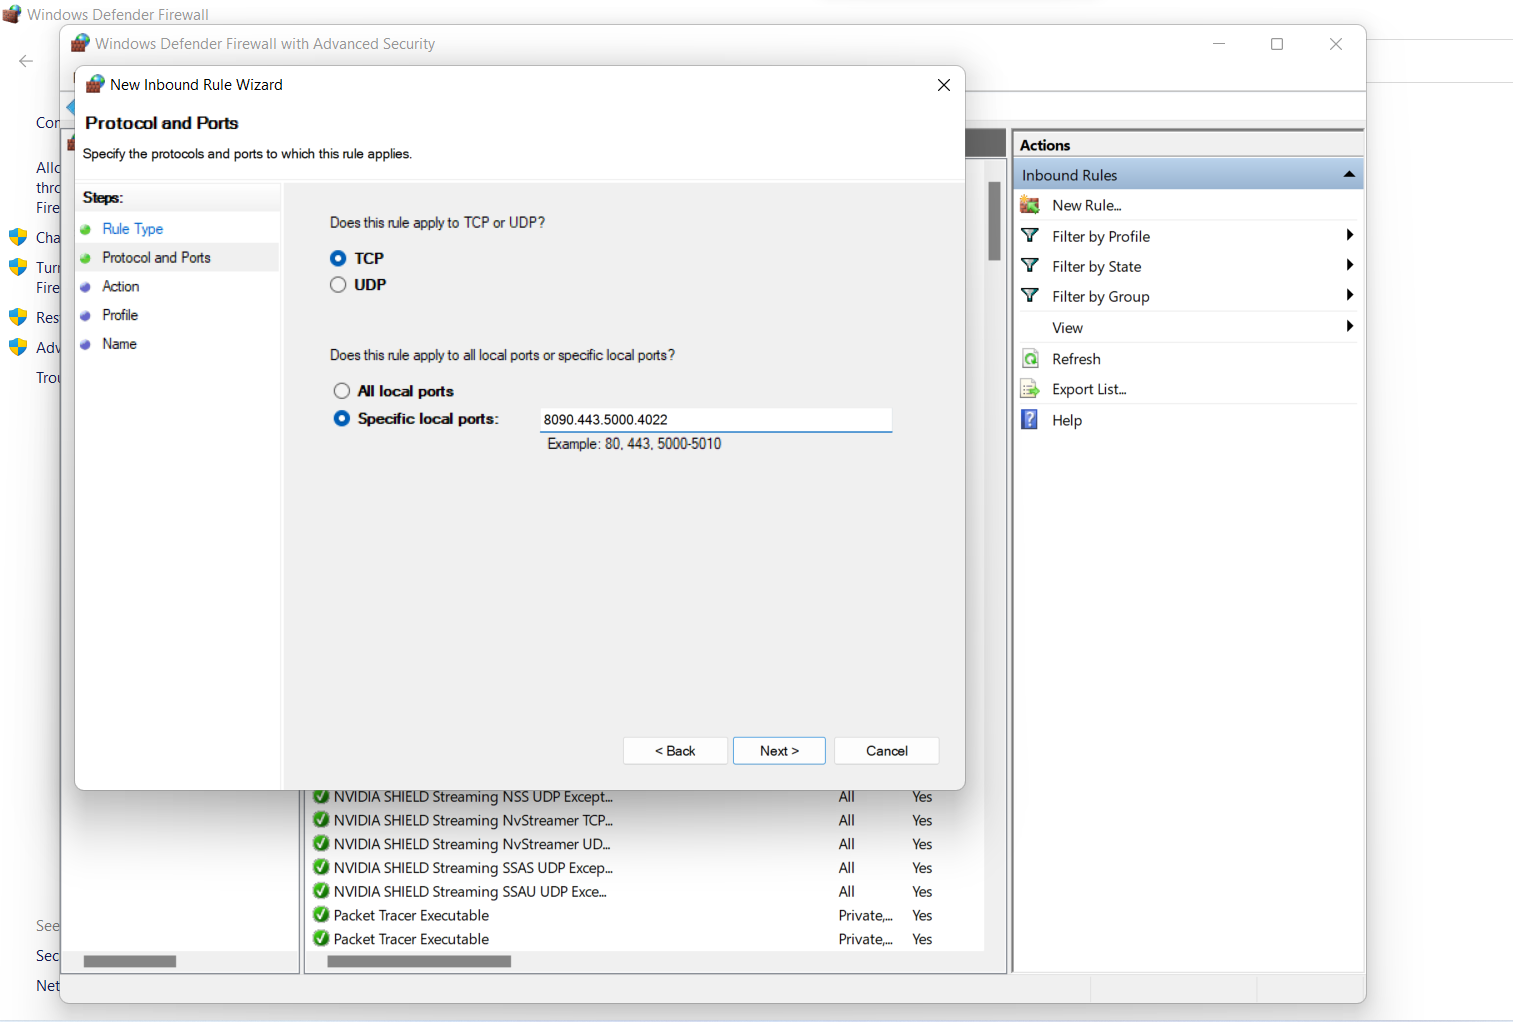 Windows Defender Firewall
Windows Defender Firewall with Advanced Security
New Inbound Rule Wizard
Protocol and Ports
Specify the protocols and ports to which this rule applies.
Steps:
Rule Type
Protocol and Ports
Action
Profile
Name
Does this rule apply to TCP or UDP?
TCP
UDP
Does this rule apply to all local ports or specific local ports?
All local ports
Specific local ports:
8090.443.5000.4022
Example: 80, 443, 5000-5010
< Back
Next >
Cancel
Con
Allo
thro
Fire
Cha
Turn
Fire
Res
Adv
Trou
See
Sec
Net
NVIDIA SHIELD Streaming NSS UDP Except... All Yes
NVIDIA SHIELD Streaming NvStreamer TCP... All Yes
NVIDIA SHIELD Streaming NvStreamer UD... All Yes
NVIDIA SHIELD Streaming SSAS UDP Excep... All Yes
NVIDIA SHIELD Streaming SSAU UDP Exce... All Yes
Packet Tracer Executable Private,... Yes
Packet Tracer Executable Private,... Yes
Actions
Inbound Rules
New Rule...
Filter by Profile
Filter by State
Filter by Group
View
Refresh
Export List...
Help